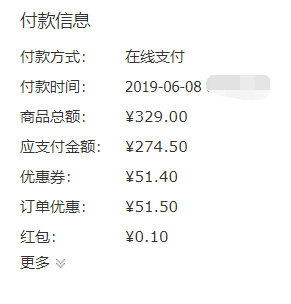 付款信息
付款方式： 在线支付
付款时间： 2019-06-08
商品总额： ¥329.00
应支付金额： ¥274.50
优惠券： ¥51.40
订单优惠： ¥51.50
红包： ¥0.10
更多